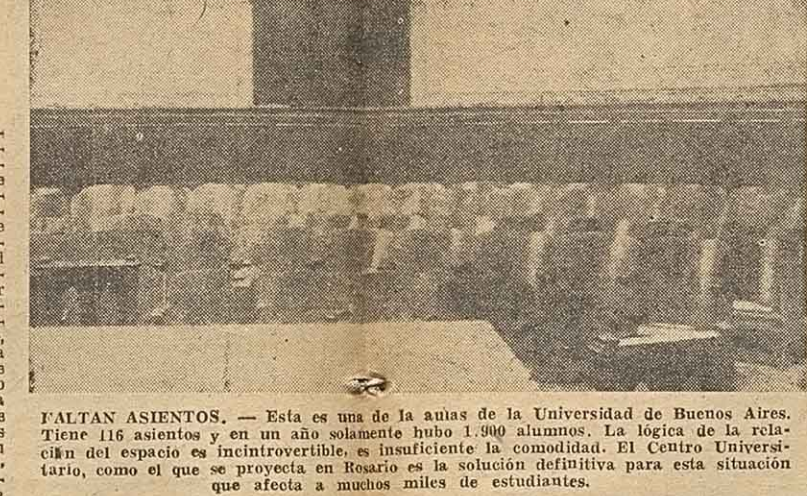 FALTAN ASIENTOS. — Esta es una de la aulas de la Universidad de Buenos Aires.
Tiene 116 asientos y en un año solamente hubo 1.900 alumnos. La lógica de la rela-
ción del espacio es incintrovertible, es insuficiente la comodidad. El Centro Universi-
tario, como el que se proyecta en Rosario es la solución definitiva para esta situación
que afecta a muchos miles de estudiantes.